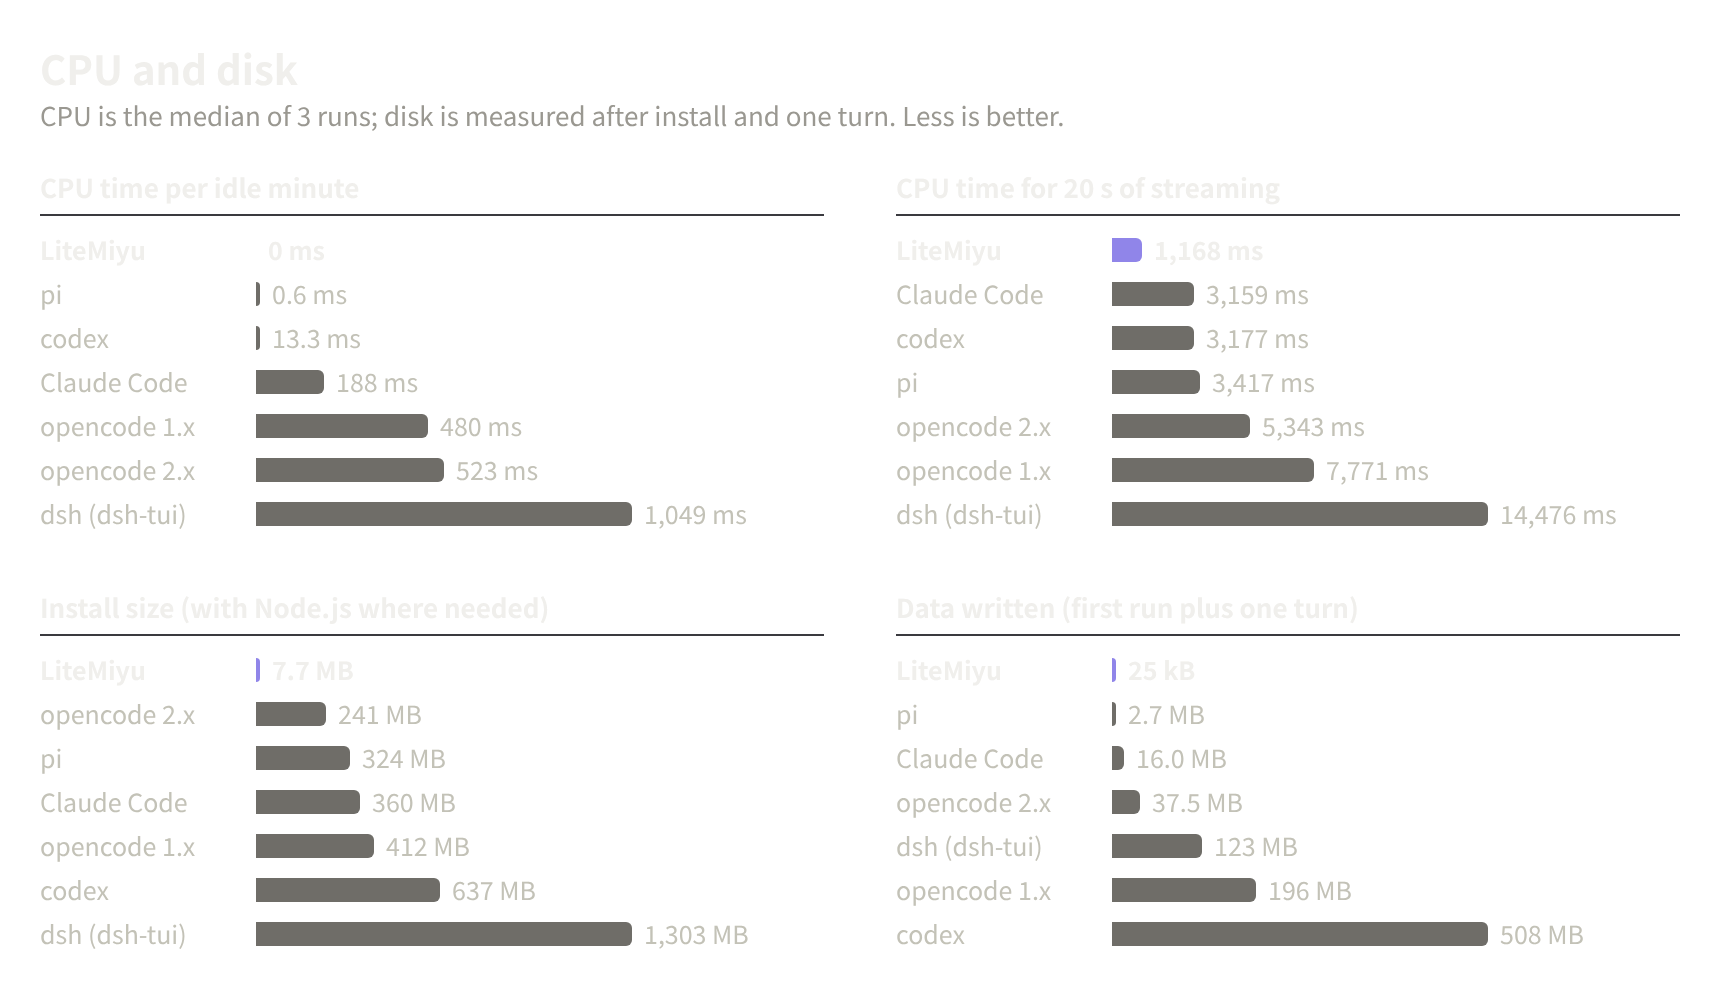 CPU and disk
CPU is the median of 3 runs; disk is measured after install and one turn. Less is better.
CPU time per idle minute
LiteMiyu 0 ms
pi 0.6 ms
codex 13.3 ms
Claude Code 188 ms
opencode 1.x 480 ms
opencode 2.x 523 ms
dsh (dsh-tui) 1,049 ms
CPU time for 20 s of streaming
LiteMiyu 1,168 ms
Claude Code 3,159 ms
codex 3,177 ms
pi 3,417 ms
opencode 2.x 5,343 ms
opencode 1.x 7,771 ms
dsh (dsh-tui) 14,476 ms
Install size (with Node.js where needed)
LiteMiyu 7.7 MB
opencode 2.x 241 MB
pi 324 MB
Claude Code 360 MB
opencode 1.x 412 MB
codex 637 MB
dsh (dsh-tui) 1,303 MB
Data written (first run plus one turn)
LiteMiyu 25 kB
pi 2.7 MB
Claude Code 16.0 MB
opencode 2.x 37.5 MB
dsh (dsh-tui) 123 MB
opencode 1.x 196 MB
codex 508 MB